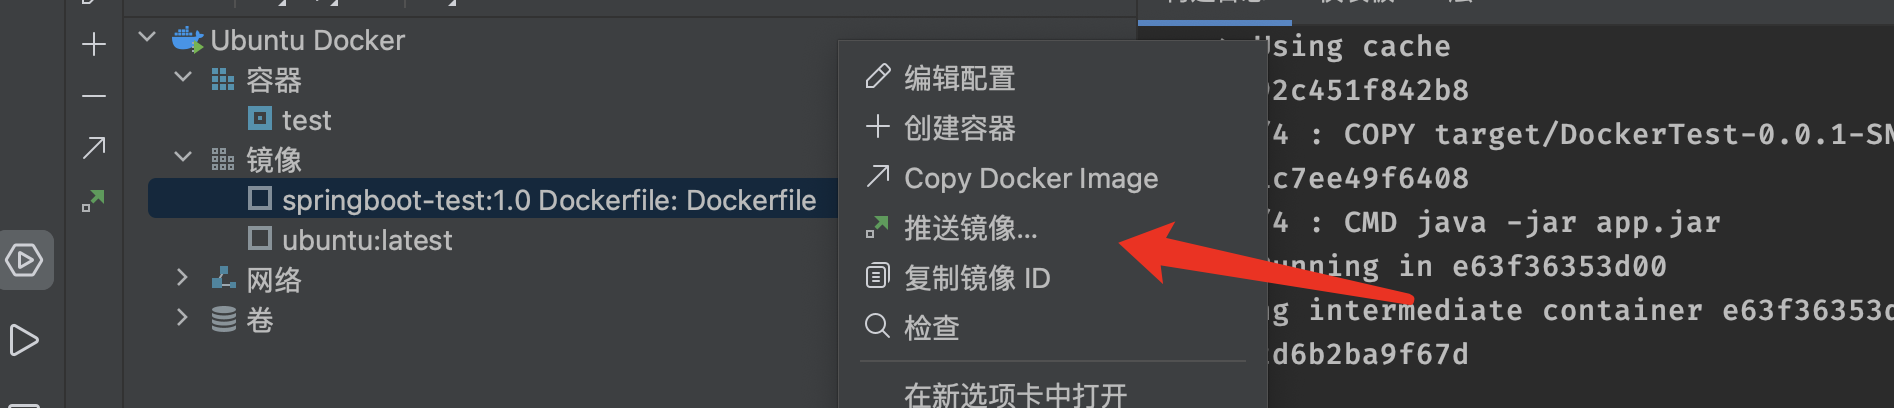 Ubuntu Docker
容器
test
镜像
springboot-test:1.0 Dockerfile: Dockerfile
ubuntu:latest
网络
卷
编辑配置
创建容器
Copy Docker Image
推送镜像...
复制镜像 ID
检查
在新选项卡中打开
Using cache
2c451f842b8
/4 : COPY target/DockerTest-0.0.1-SN
c7ee49f6408
/4 : CMD java -jar app.jar
unning in e63f36353d00
g intermediate container e63f36353d
d6b2ba9f67d